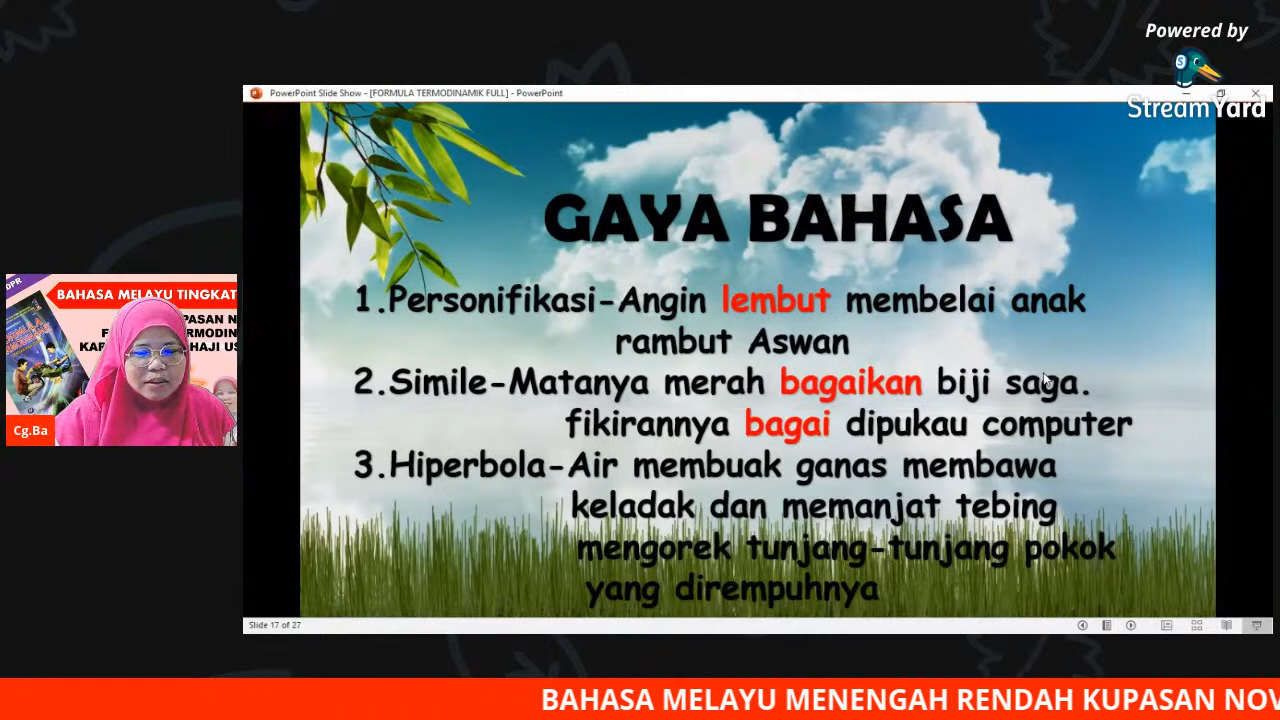 Powered by
StreamYard
PowerPoint Slide Show - [FORMULA TERMODINAMIK FULL] - PowerPoint
GAYA BAHASA
1.Personifikasi-Angin lembut membelai anak
rambut Aswan
2.Simile-Matanya merah bagaikan biji saga.
fikirannya bagai dipukau computer
3.Hiperbola-Air membuak ganas membawa
keladak dan memanjat tebing
mengorek tunjang-tunjang pokok
yang dirempuhnya
Slide 17 of 27
DPR
BAHASA MELAYU TINGKAT
UPASAN N
Cg.Ba
BAHASA MELAYU MENENGAH RENDAH KUPASAN NOV